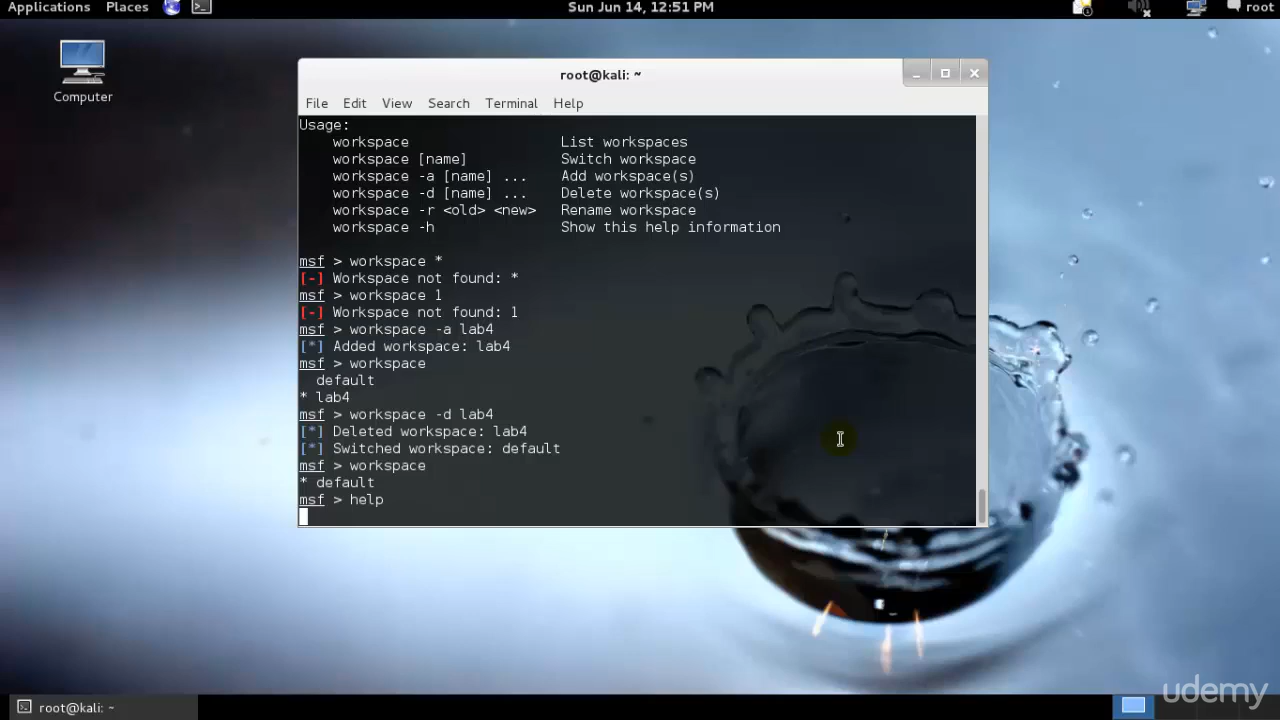 Applications Places Sun Jun 14, 12:51 PM root
Computer
root@kali: ~
File Edit View Search Terminal Help
Usage:
workspace List workspaces
workspace [name] Switch workspace
workspace -a [name] ... Add workspace(s)
workspace -d [name] ... Delete workspace(s)
workspace -r <old> <new> Rename workspace
workspace -h Show this help information
msf > workspace *
[-] Workspace not found: *
msf > workspace 1
[-] Workspace not found: 1
msf > workspace -a lab4
[*] Added workspace: lab4
msf > workspace
default
* lab4
msf > workspace -d lab4
[*] Deleted workspace: lab4
[*] Switched workspace: default
msf > workspace
* default
msf > help
root@kali: ~
udemy